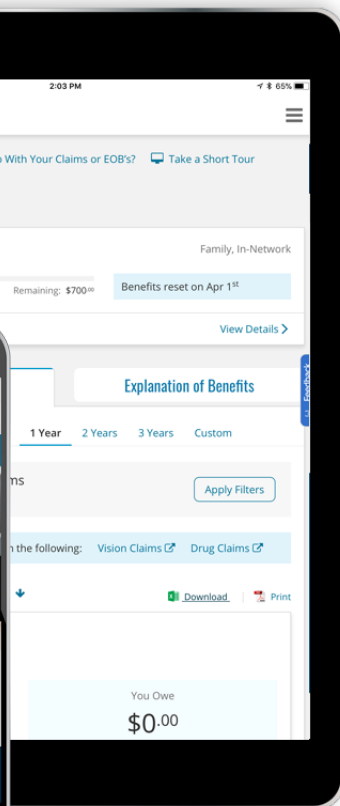 2:03 PM 65%
With Your Claims or EOB's? Take a Short Tour
Family, In-Network
Remaining: $700.00 Benefits reset on Apr 1st
View Details
Feedback
Explanation of Benefits
1 Year 2 Years 3 Years Custom
ms
Apply Filters
the following: Vision Claims Drug Claims
Download Print
You Owe
$0.00